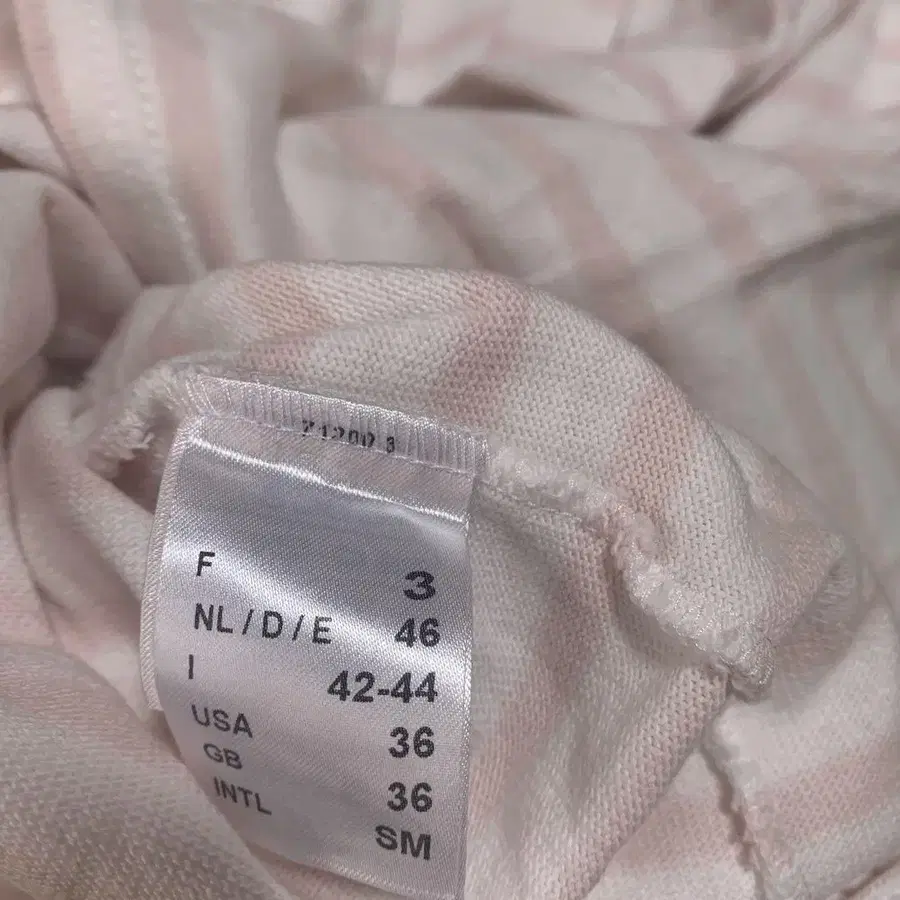 F 3
NL / D / E 46
I 42-44
USA 36
GB 36
INTL SM